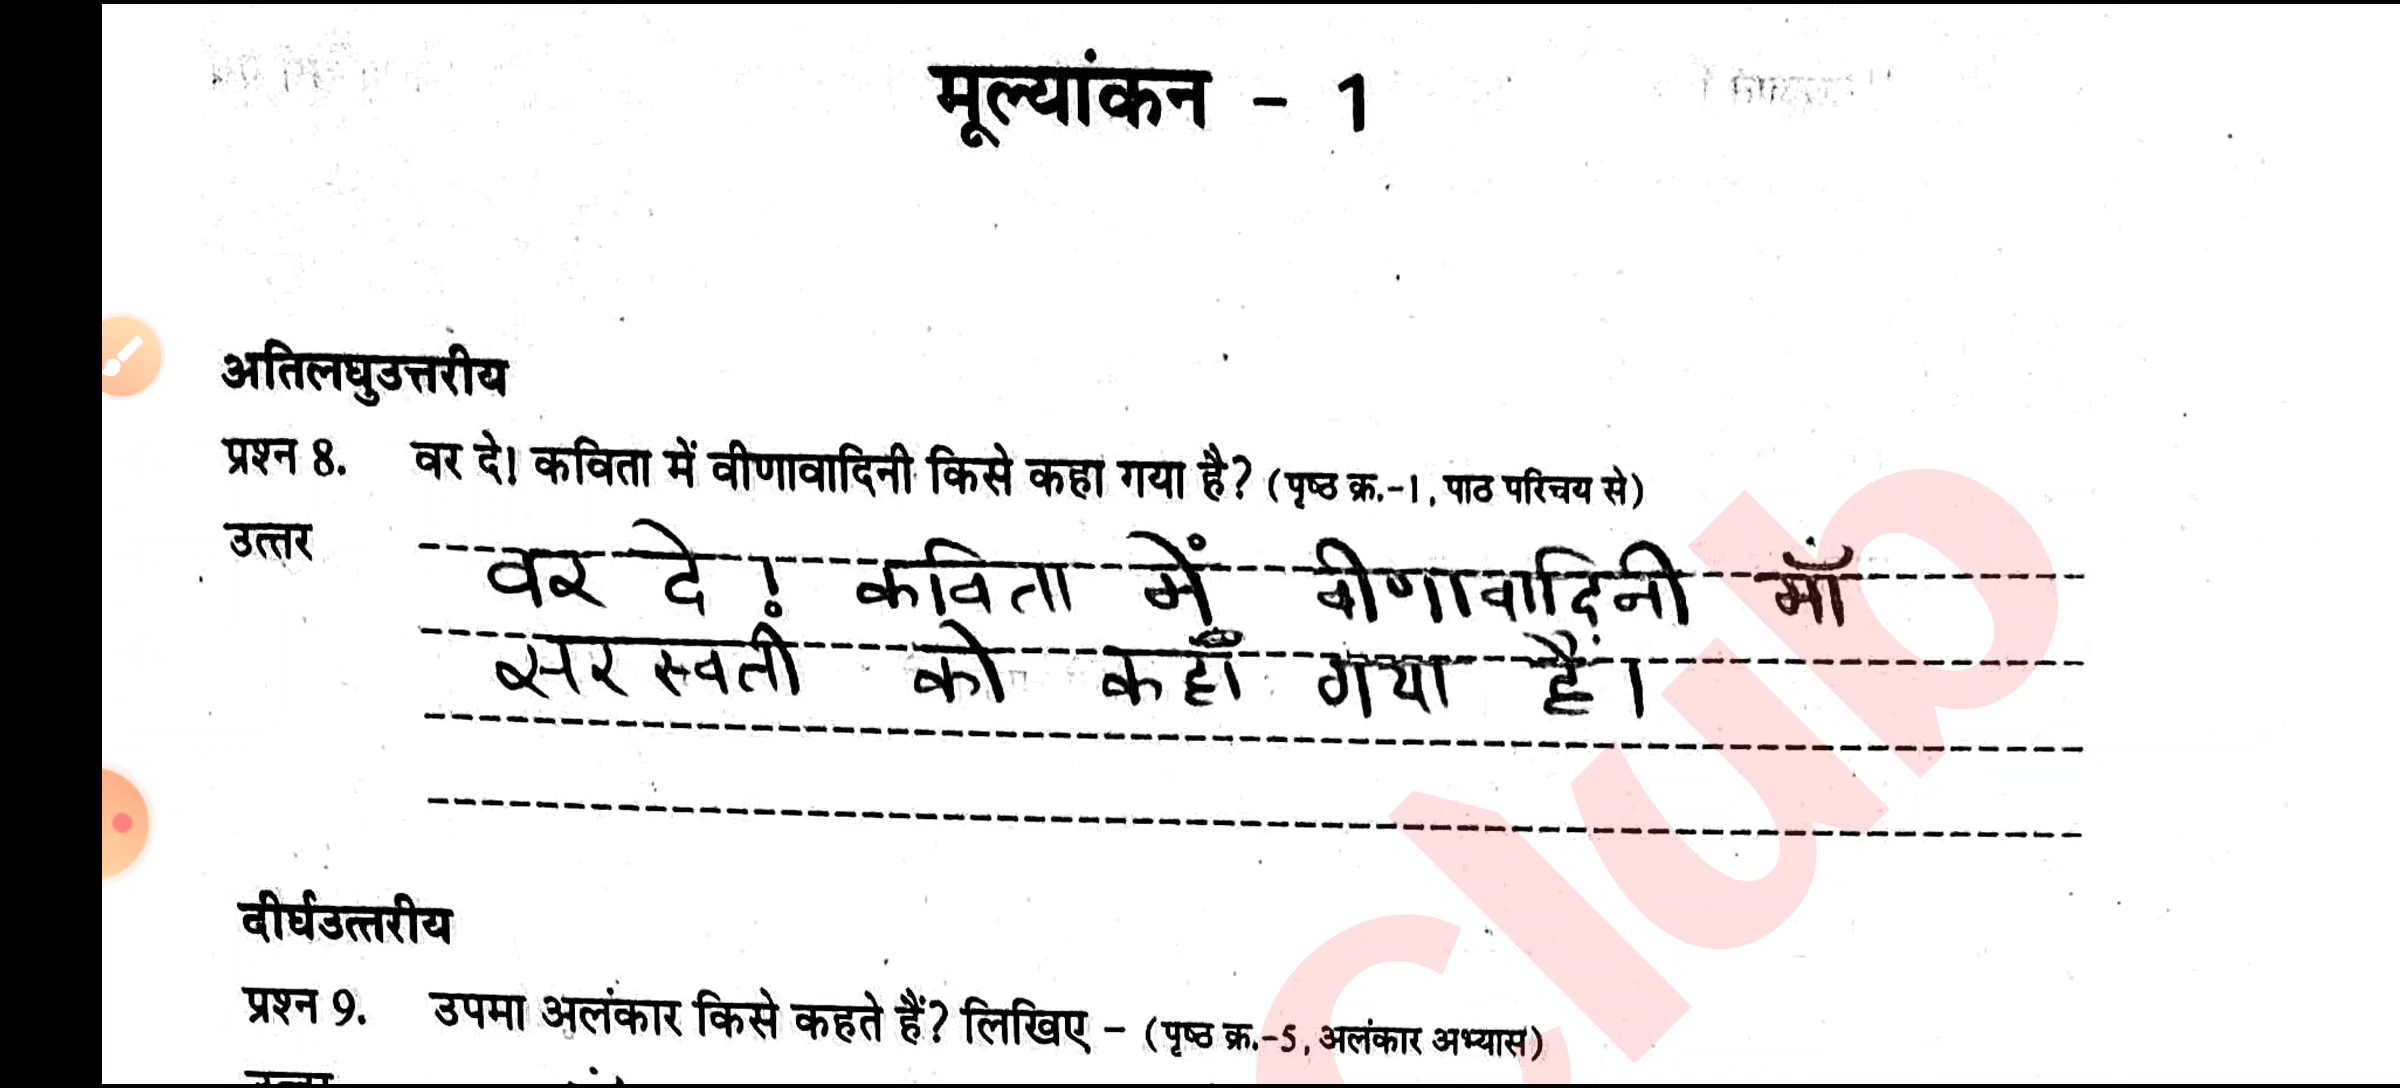 मूल्यांकन - 1
अतिलघुउत्तरीय
प्रश्न 8. वर दे! कविता में वीणावादिनी किसे कहा गया है? (पृष्ठ क्र.-1, पाठ परिचय से)
उत्तर वर दे! कविता में वीणावादिनी माँ
सरस्वती को कहाँ गया हैं।
दीर्घउत्तरीय
प्रश्न 9. उपमा अलंकार किसे कहते हैं? लिखिए - (पृष्ठ क्र.-5, अलंकार अभ्यास)
club